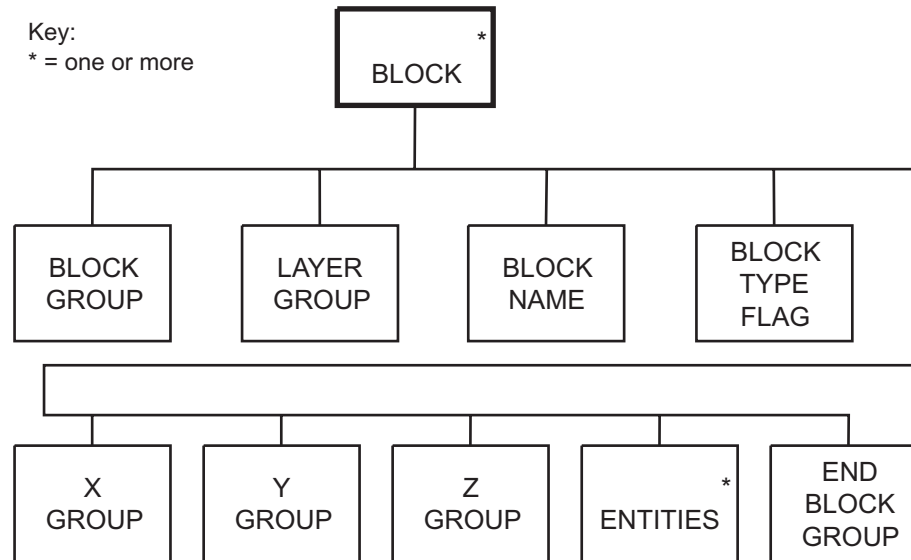 Key:
* = one or more
*
BLOCK
BLOCK
GROUP
LAYER
GROUP
BLOCK
NAME
BLOCK
TYPE
FLAG
X
GROUP
Y
GROUP
Z
GROUP
*
ENTITIES
END
BLOCK
GROUP